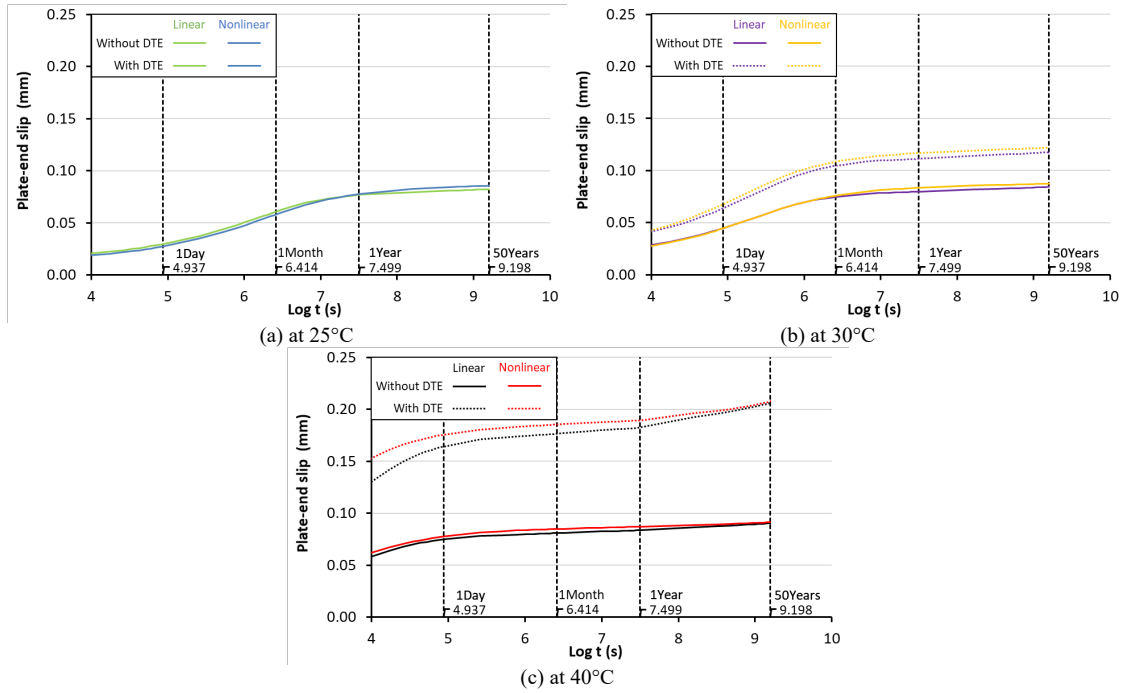 0.25
0.20
0.15
0.10
0.05
0.00
Plate-end slip (mm)
Linear Nonlinear
Without DTE
With DTE
1Day
4.937
1Month
6.414
1Year
7.499
50Years
9.198
4 5 6 7 8 9 10
Log t (s)
(a) at 25°C
0.25
0.20
0.15
0.10
0.05
0.00
Plate-end slip (mm)
Linear Nonlinear
Without DTE
With DTE
1Day
4.937
1Month
6.414
1Year
7.499
50Years
9.198
4 5 6 7 8 9 10
Log t (s)
(b) at 30°C
0.25
0.20
0.15
0.10
0.05
0.00
Plate-end slip (mm)
Linear Nonlinear
Without DTE
With DTE
1Day
4.937
1Month
6.414
1Year
7.499
50Years
9.198
4 5 6 7 8 9 10
Log t (s)
(c) at 40°C